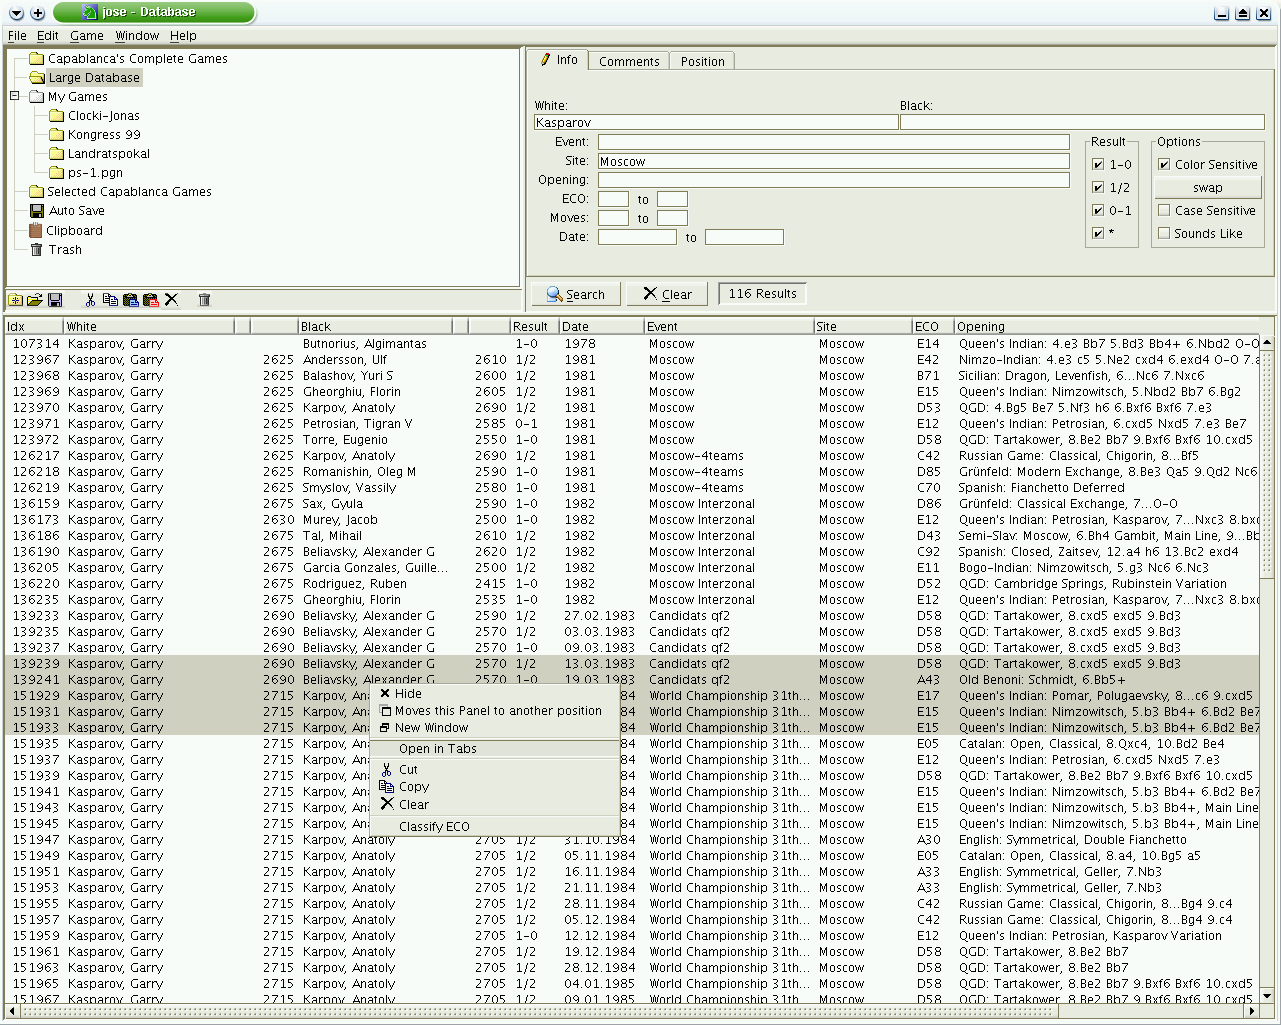 jose - Database
File Edit Game Window Help
Capablanca's Complete Games
Large Database
My Games
Clocki-Jonas
Kongress 99
Landratspokal
ps-1.pgn
Selected Capablanca Games
Auto Save
Clipboard
Trash
Info Comments Position
White: Black:
Kasparov
Event:
Site: Moscow
Opening:
ECO: to
Moves: to
Date: to
Result
1-0
1/2
0-1
*
Options
Color Sensitive
swap
Case Sensitive
Sounds Like
Search Clear 116 Results
Idx White Black Result Date Event Site ECO Opening
107314 Kasparov, Garry Butnorius, Algimantas 1-0 1978 Moscow Moscow E14 Queen's Indian: 4.e3 Bb7 5.Bd3 Bb4+ 6.Nbd2 O-O
123967 Kasparov, Garry 2625 Andersson, Ulf 2610 1/2 1981 Moscow Moscow E42 Nimzo-Indian: 4.e3 c5 5.Ne2 cxd4 6.exd4 O-O 7.a
123968 Kasparov, Garry 2625 Balashov, Yuri S 2600 1/2 1981 Moscow Moscow B71 Sicilian: Dragon, Levenfish, 6...Nc6 7.Nxc6
123969 Kasparov, Garry 2625 Gheorghiu, Florin 2605 1/2 1981 Moscow Moscow E15 Queen's Indian: Nimzowitsch, 5.Nbd2 Bb7 6.Bg2
123970 Kasparov, Garry 2625 Karpov, Anatoly 2690 1/2 1981 Moscow Moscow D53 QGD: 4.Bg5 Be7 5.Nf3 h6 6.Bxf6 Bxf6 7.e3
123971 Kasparov, Garry 2625 Petrosian, Tigran V 2585 0-1 1981 Moscow Moscow E12 Queen's Indian: Petrosian, 6.cxd5 Nxd5 7.e3 Be7
123972 Kasparov, Garry 2625 Torre, Eugenio 2550 1-0 1981 Moscow Moscow D58 QGD: Tartakower, 8.Be2 Bb7 9.Bxf6 Bxf6 10.cxd5
126217 Kasparov, Garry 2625 Karpov, Anatoly 2690 1/2 1981 Moscow-4teams Moscow C42 Russian Game: Classical, Chigorin, 8...Bf5
126218 Kasparov, Garry 2625 Romanishin, Oleg M 2590 1-0 1981 Moscow-4teams Moscow D85 Grünfeld: Modern Exchange, 8.Be3 Qa5 9.Qd2 Nc6
126219 Kasparov, Garry 2625 Smyslov, Vassily 2580 1-0 1981 Moscow-4teams Moscow C70 Spanish: Fianchetto Deferred
136159 Kasparov, Garry 2675 Sax, Gyula 2590 1-0 1982 Moscow Interzonal Moscow D86 Grünfeld: Classical Exchange, 7...O-O
136173 Kasparov, Garry 2630 Murey, Jacob 2500 1-0 1982 Moscow Interzonal Moscow E12 Queen's Indian: Petrosian, Kasparov, 7...Nxc3 8.bxc
136186 Kasparov, Garry 2675 Tal, Mihail 2610 1/2 1982 Moscow Interzonal Moscow D43 Semi-Slav: Moscow, 6.Bh4 Gambit, Main Line, 9...Bb
136190 Kasparov, Garry 2675 Beliavsky, Alexander G 2620 1/2 1982 Moscow Interzonal Moscow C92 Spanish: Closed, Zaitsev, 12.a4 h6 13.Bc2 exd4
136205 Kasparov, Garry 2675 Garcia Gonzales, Guille... 2500 1/2 1982 Moscow Interzonal Moscow E11 Bogo-Indian: Nimzowitsch, 5.g3 Nc6 6.Nc3
136220 Kasparov, Garry 2675 Rodriguez, Ruben 2415 1-0 1982 Moscow Interzonal Moscow D52 QGD: Cambridge Springs, Rubinstein Variation
136235 Kasparov, Garry 2675 Gheorghiu, Florin 2535 1-0 1982 Moscow Interzonal Moscow E12 Queen's Indian: Petrosian, Kasparov, 7...Nxc3 8.bxc
139233 Kasparov, Garry 2690 Beliavsky, Alexander G 2590 1/2 27.02.1983 Candidats qf2 Moscow D58 QGD: Tartakower, 8.cxd5 exd5 9.Bd3
139235 Kasparov, Garry 2690 Beliavsky, Alexander G 2570 1/2 03.03.1983 Candidats qf2 Moscow D58 QGD: Tartakower, 8.cxd5 exd5 9.Bd3
139237 Kasparov, Garry 2690 Beliavsky, Alexander G 2570 1-0 09.03.1983 Candidats qf2 Moscow D58 QGD: Tartakower, 8.cxd5 exd5 9.Bd3
139239 Kasparov, Garry 2690 Beliavsky, Alexander G 2570 1/2 13.03.1983 Candidats qf2 Moscow D58 QGD: Tartakower, 8.cxd5 exd5 9.Bd3
139241 Kasparov, Garry 2690 Beliavsky, Alexander G 2570 1-0 19.03.1983 Candidats qf2 Moscow A43 Old Benoni: Schmidt, 6.Bb5+
151929 Kasparov, Garry 2715 Karpov, Ana 84 World Championship 31th... Moscow E17 Queen's Indian: Pomar, Polugaevsky, 8...c6 9.cxd5
151931 Kasparov, Garry 2715 Karpov, Ana 84 World Championship 31th... Moscow E15 Queen's Indian: Nimzowitsch, 5.b3 Bb4+ 6.Bd2 Be7
151933 Kasparov, Garry 2715 Karpov, Ana 84 World Championship 31th... Moscow E15 Queen's Indian: Nimzowitsch, 5.b3 Bb4+ 6.Bd2 Be7
151935 Kasparov, Garry 2715 Karpov, Ana 84 World Championship 31th... Moscow E05 Catalan: Open, Classical, 8.Qxc4, 10.Bd2 Be4
151937 Kasparov, Garry 2715 Karpov, Ana 84 World Championship 31th... Moscow E12 Queen's Indian: Petrosian, 6.cxd5 Nxd5 7.e3
151939 Kasparov, Garry 2715 Karpov, Ana 84 World Championship 31th... Moscow D58 QGD: Tartakower, 8.Be2 Bb7 9.Bxf6 Bxf6 10.cxd5
151941 Kasparov, Garry 2715 Karpov, Ana 84 World Championship 31th... Moscow E15 Queen's Indian: Nimzowitsch, 5.b3 Bb4+ 6.Bd2 Be7
151943 Kasparov, Garry 2715 Karpov, Ana 84 World Championship 31th... Moscow E15 Queen's Indian: Nimzowitsch, 5.b3 Bb4+, Main Line
151945 Kasparov, Garry 2715 Karpov, Ana 84 World Championship 31th... Moscow E15 Queen's Indian: Nimzowitsch, 5.b3 Bb4+, Main Line
151947 Kasparov, Garry 2715 Karpov, Anatoly 2705 1/2 31.10.1984 World Championship 31th... Moscow A30 English: Symmetrical, Double Fianchetto
151949 Kasparov, Garry 2715 Karpov, Anatoly 2705 1/2 05.11.1984 World Championship 31th... Moscow E05 Catalan: Open, Classical, 8.a4, 10.Bg5 a5
151951 Kasparov, Garry 2715 Karpov, Anatoly 2705 1/2 16.11.1984 World Championship 31th... Moscow A33 English: Symmetrical, Geller, 7.Nb3
151953 Kasparov, Garry 2715 Karpov, Anatoly 2705 1/2 21.11.1984 World Championship 31th... Moscow A33 English: Symmetrical, Geller, 7.Nb3
151955 Kasparov, Garry 2715 Karpov, Anatoly 2705 1/2 28.11.1984 World Championship 31th... Moscow C42 Russian Game: Classical, Chigorin, 8...Bg4 9.c4
151957 Kasparov, Garry 2715 Karpov, Anatoly 2705 1/2 05.12.1984 World Championship 31th... Moscow C42 Russian Game: Classical, Chigorin, 8...Bg4 9.c4
151959 Kasparov, Garry 2715 Karpov, Anatoly 2705 1-0 12.12.1984 World Championship 31th... Moscow E12 Queen's Indian: Petrosian, Kasparov Variation
151961 Kasparov, Garry 2715 Karpov, Anatoly 2705 1/2 19.12.1984 World Championship 31th... Moscow D58 QGD: Tartakower, 8.Be2 Bb7
151963 Kasparov, Garry 2715 Karpov, Anatoly 2705 1/2 28.12.1984 World Championship 31th... Moscow D58 QGD: Tartakower, 8.Be2 Bb7
151965 Kasparov, Garry 2715 Karpov, Anatoly 2705 1/2 04.01.1985 World Championship 31th... Moscow D58 QGD: Tartakower, 8.Be2 Bb7 9.Bxf6 Bxf6 10.cxd5
151967 Kasparov, Garry 2715 Karpov, Anatoly 2705 1/2 09.01.1985 World Championship 31th... Moscow D58 QGD: Tartakower, 8.Be2 Bb7 9.Bxf6 Bxf6 10.cxd5
Hide
Moves this Panel to another position
New Window
Open in Tabs
Cut
Copy
Clear
Classify ECO